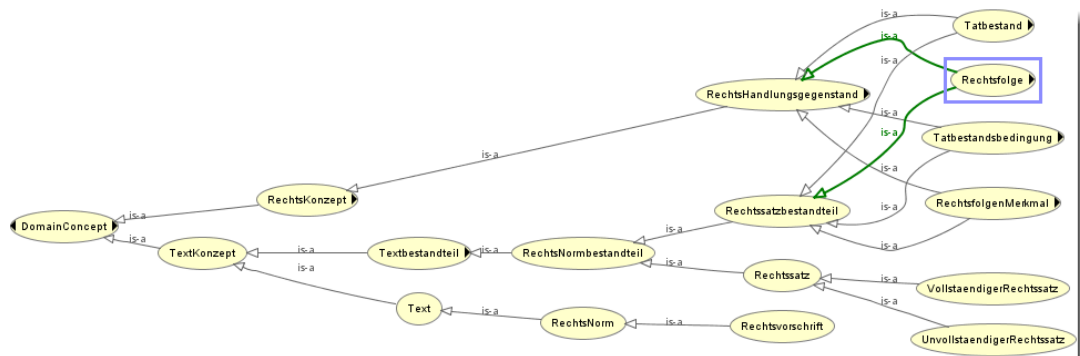 is-a
Tatbestand
is-a
is-a
Rechtsfolge
RechtsHandlungsgegenstand
is-a
Tatbestandsbedingung
is-a
is-a
is-a
RechtsKonzept
Rechtssatzbestandteil
RechtsfolgenMerkmal
is-a
is-a
DomainConcept
is-a
is-a
is-a
TextKonzept
is-a
Textbestandteil
is-a
RechtsNormbestandteil
is-a
is-a
Rechtssatz
is-a
VollstaendigerRechtssatz
is-a
Text
is-a
RechtsNorm
is-a
Rechtsvorschrift
UnvollstaendigerRechtssatz